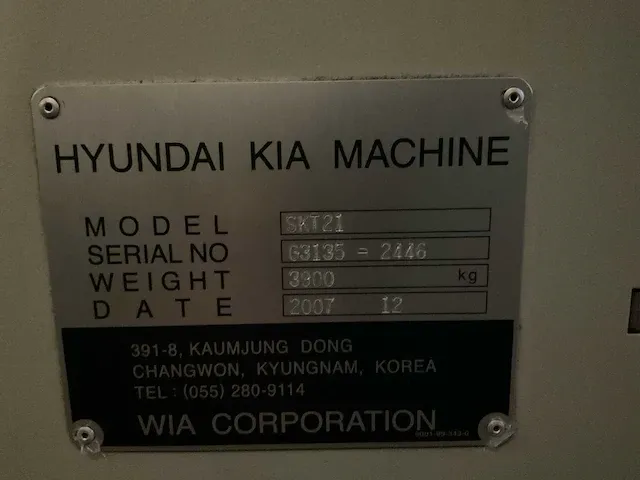 HYUNDAI KIA MACHINE
MODEL SKT21
SERIAL NO G3135 = 2446
WEIGHT 3900 kg
DATE 2007 12
391-8, KAUMJUNG DONG
CHANGWON, KYUNGNAM, KOREA
TEL : (055) 280-9114
WIA CORPORATION